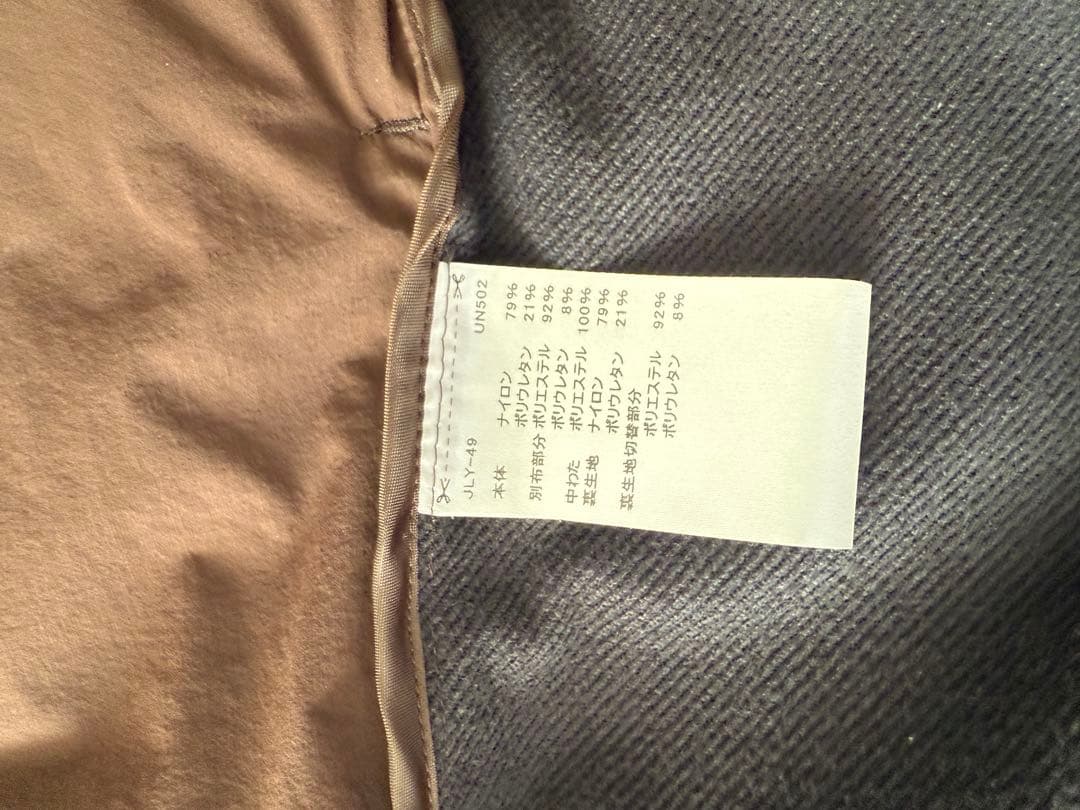 JLY-49 UN502
本体 ナイロン 79%
ポリウレタン 21%
別布部分 ポリエステル 92%
ポリウレタン 8%
中わた ポリエステル 100%
裏生地 ナイロン 79%
ポリウレタン 21%
裏生地切替部分
ポリエステル 92%
ポリウレタン 8%